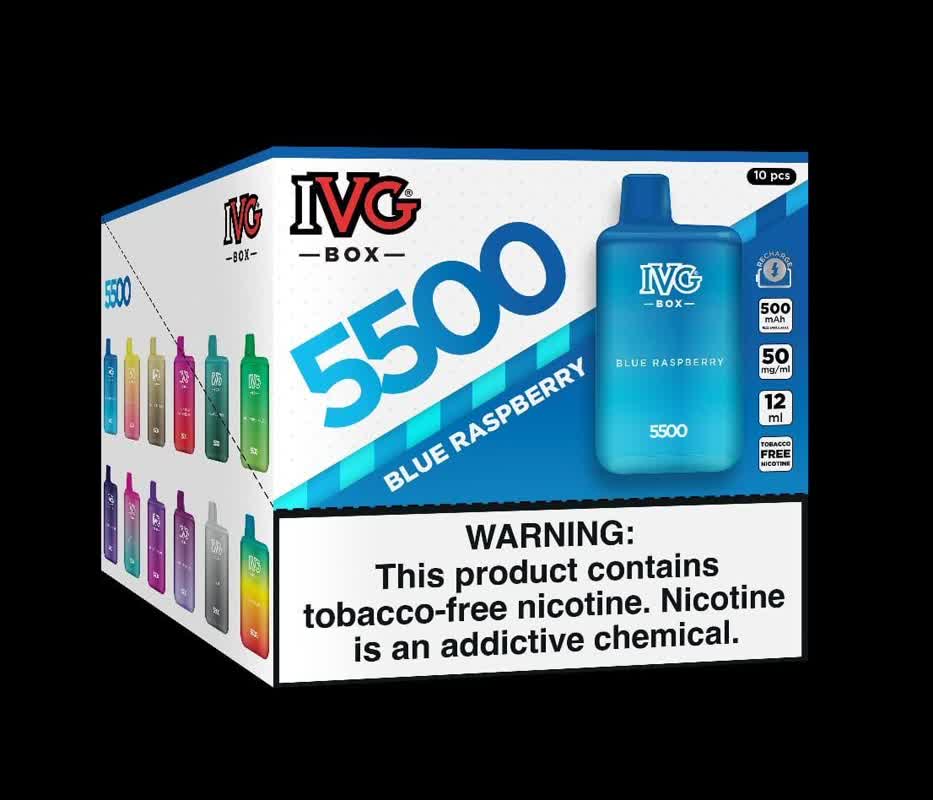 IVG®
BOX
5500
IVG®
BOX
5500
BLUE RASPBERRY
10 pcs
IVG
BOX
BLUE RASPBERRY
5500
RECHARGE
500
mAh
50
mg/ml
12
ml
TOBACCO
FREE
NICOTINE
WARNING:
This product contains
tobacco-free nicotine. Nicotine
is an addictive chemical.